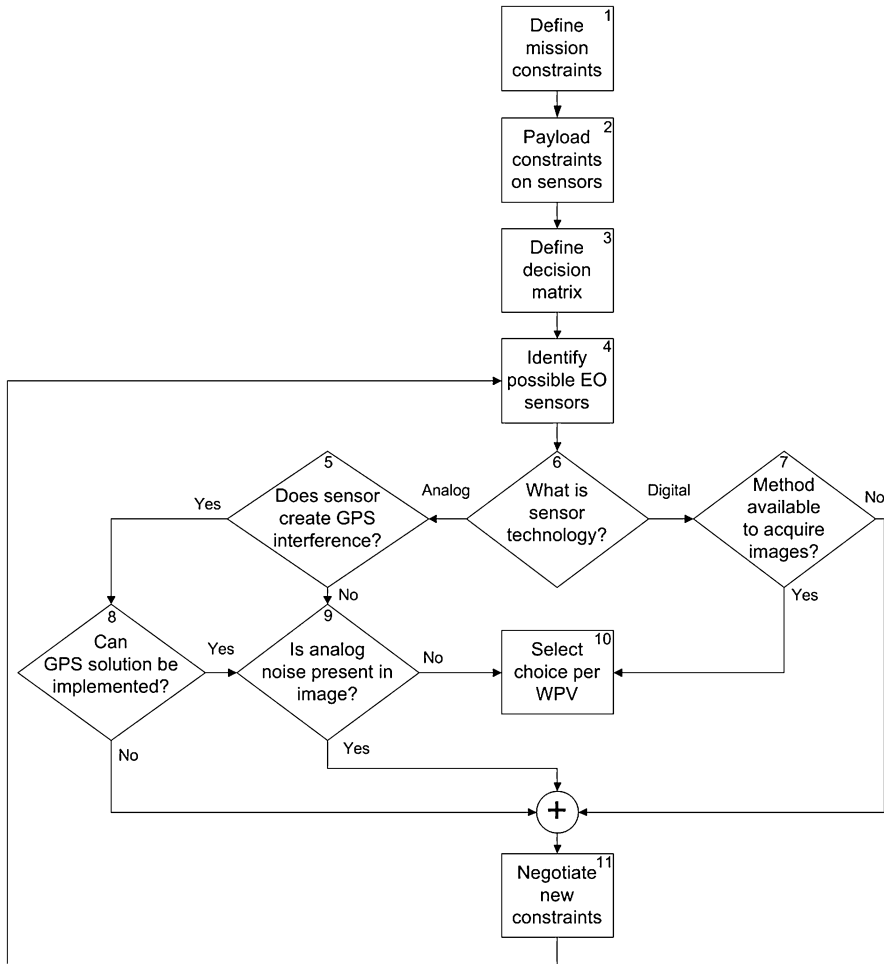 1
Define
mission
constraints
2
Payload
constraints
on sensors
3
Define
decision
matrix
4
Identify
possible EO
sensors
5
Does sensor
create GPS
interference?
Yes
No
Analog
6
What is
sensor
technology?
Digital
7
Method
available
to acquire
images?
No
Yes
8
Can
GPS solution be
implemented?
Yes
No
9
Is analog
noise present in
image?
No
Yes
10
Select
choice per
WPV
+
11
Negotiate
new
constraints